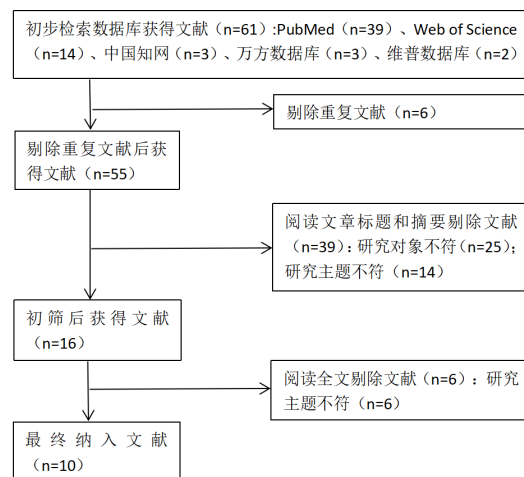 初步检索数据库获得文献（n=61）:PubMed（n=39）、Web of Science
（n=14）、中国知网（n=3）、万方数据库（n=3）、维普数据库（n=2）
剔除重复文献（n=6）
剔除重复文献后获
得文献（n=55）
阅读文章标题和摘要剔除文献
（n=39）：研究对象不符（n=25）；
研究主题不符（n=14）
初筛后获得文献
（n=16）
阅读全文剔除文献（n=6）：研究
主题不符（n=6）
最终纳入文献
（n=10）